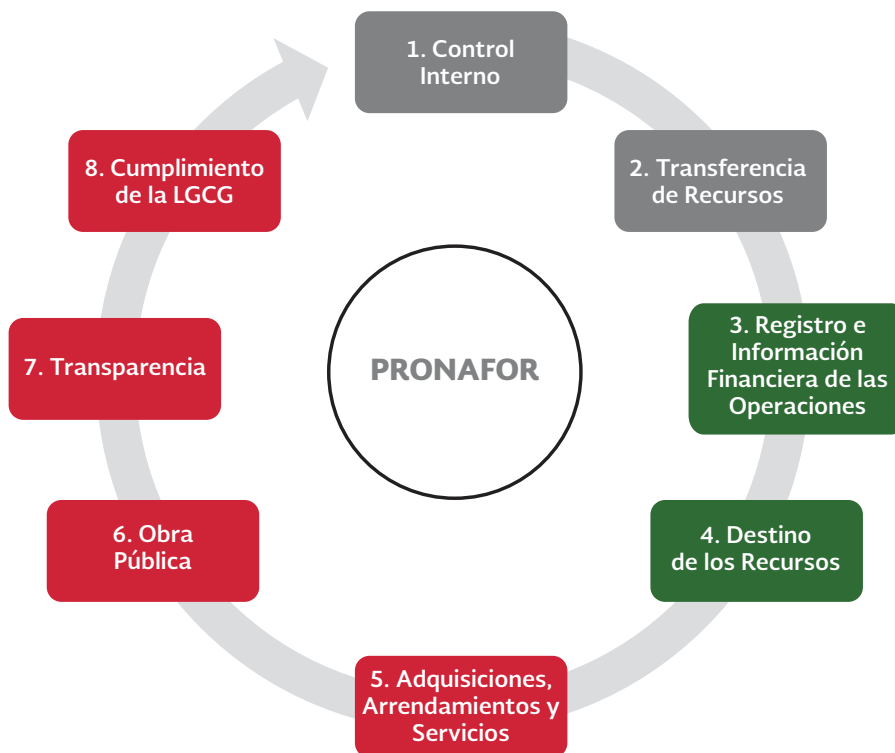 1. Control
Interno
2. Transferencia
de Recursos
3. Registro e
Información
Financiera de las
Operaciones
4. Destino
de los Recursos
5. Adquisiciones,
Arrendamientos y
Servicios
6. Obra
Pública
7. Transparencia
8. Cumplimiento
de la LGCG
PRONAFOR